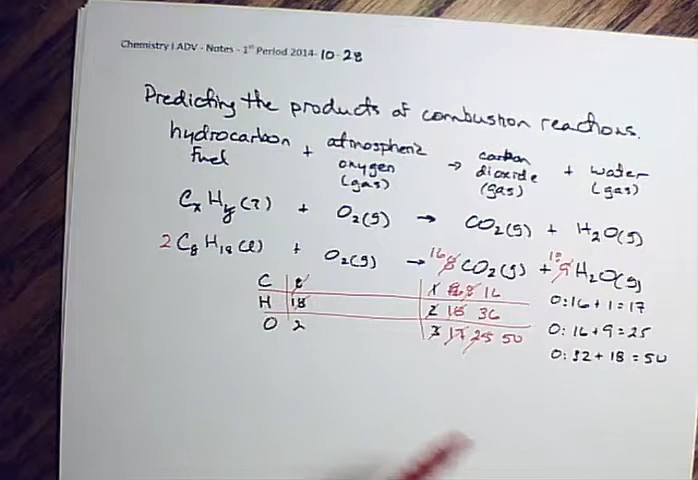 Chemistry I ADV - Notes - 1st Period 2014- 10-28
Predicting the products of combustion reactions.
hydrocarbon fuel + atmospheric oxygen (gas) → carbon dioxide (gas) + water (gas)
CxHy(?) + O2(g) → CO2(g) + H2O(g)
2 C8H18(l) + O2(g) → 16 8 CO2(g) + 18 9 H2O(g)
C 8 1 8 16
H 18 2 18 36
O 2 3 17 25 50
O: 16 + 1 = 17
O: 16 + 9 = 25
O: 32 + 18 = 50